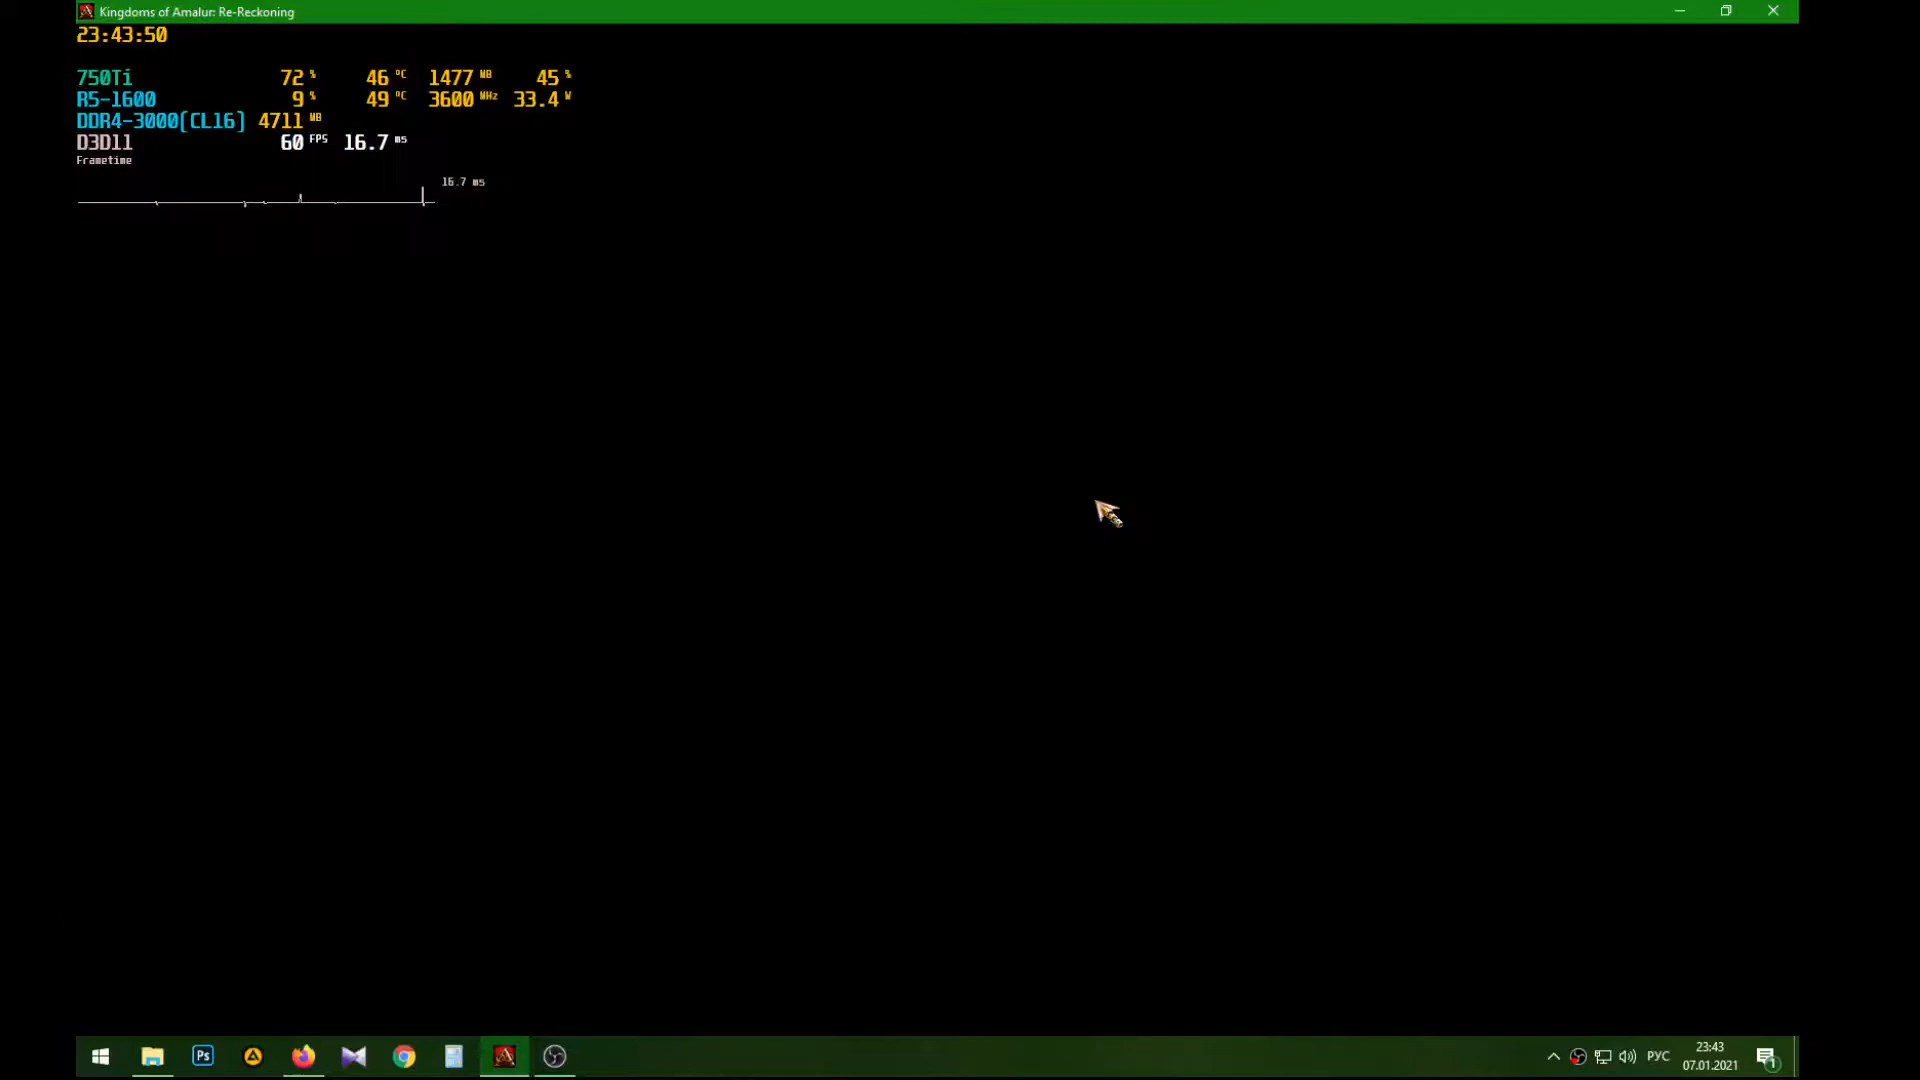 Kingdoms of Amalur: Re-Reckoning
23:43:50
750Ti 72 % 46 °C 1477 MB 45 %
R5-1600 9 % 49 °C 3600 MHz 33.4 W
DDR4-3000(CL16) 4711 MB
D3D11 60 FPS 16.7 ms
Frametime
16.7 ms
Ps
РУС
23:43
07.01.2021
1